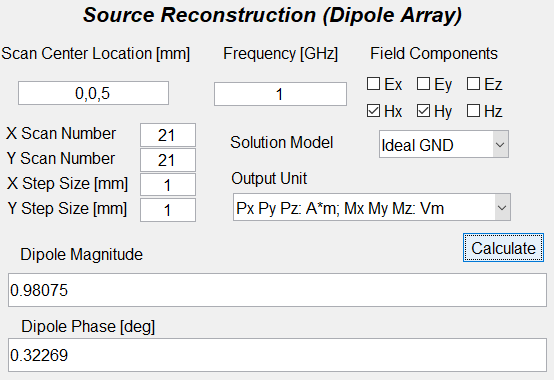 Source Reconstruction (Dipole Array)
Scan Center Location [mm] Frequency [GHz] Field Components
0,0,5 1 Ex Ey Ez
Hx Hy Hz
X Scan Number 21
Y Scan Number 21
X Step Size [mm] 1
Y Step Size [mm] 1
Solution Model Ideal GND
Output Unit
Px Py Pz: A*m; Mx My Mz: Vm
Calculate
Dipole Magnitude
0.98075
Dipole Phase [deg]
0.32269